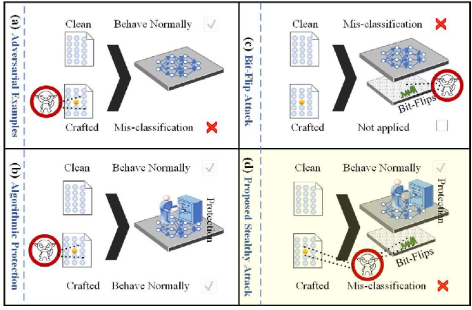 (a) Adversarial Examples
Clean Behave Normally
Crafted Mis-classification
(c) Bit-Flip Attack
Clean Mis-classification
Bit-Flips
Crafted Not applied
(b) Algorithmic Protection
Clean Behave Normally
Protection
Crafted Behave Normally
(d) Proposed Stealthy Attack
Clean Behave Normally
Protection
Bit-Flips
Crafted Mis-classification